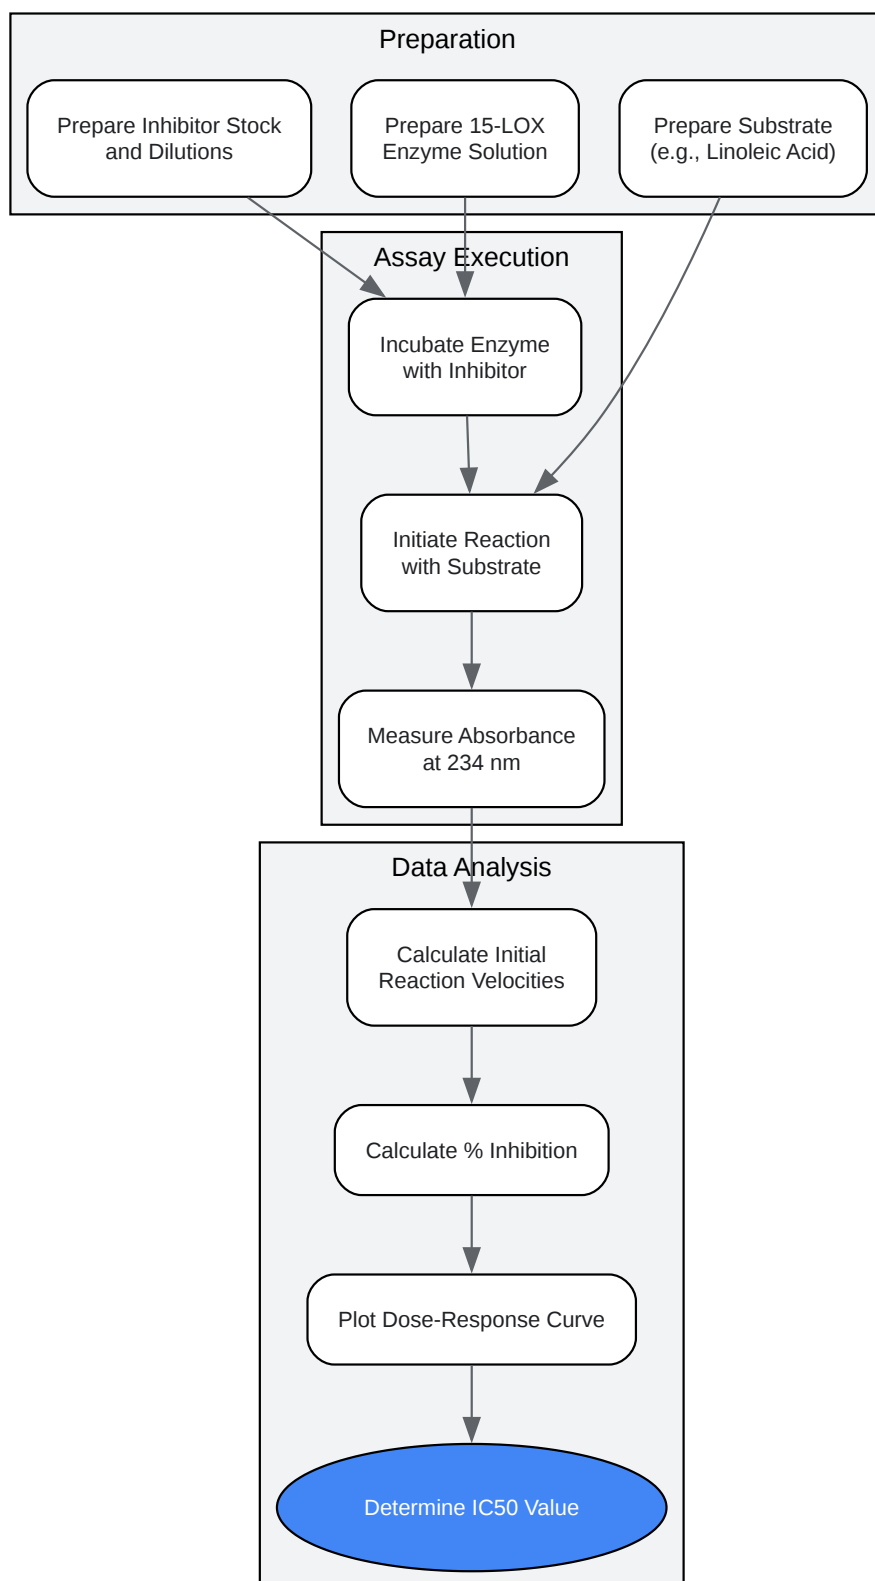 Preparation
Prepare Inhibitor Stock
and Dilutions
Prepare 15-LOX
Enzyme Solution
Prepare Substrate
(e.g., Linoleic Acid)
Assay Execution
Incubate Enzyme
with Inhibitor
Initiate Reaction
with Substrate
Measure Absorbance
at 234 nm
Data Analysis
Calculate Initial
Reaction Velocities
Calculate % Inhibition
Plot Dose-Response Curve
Determine IC50 Value